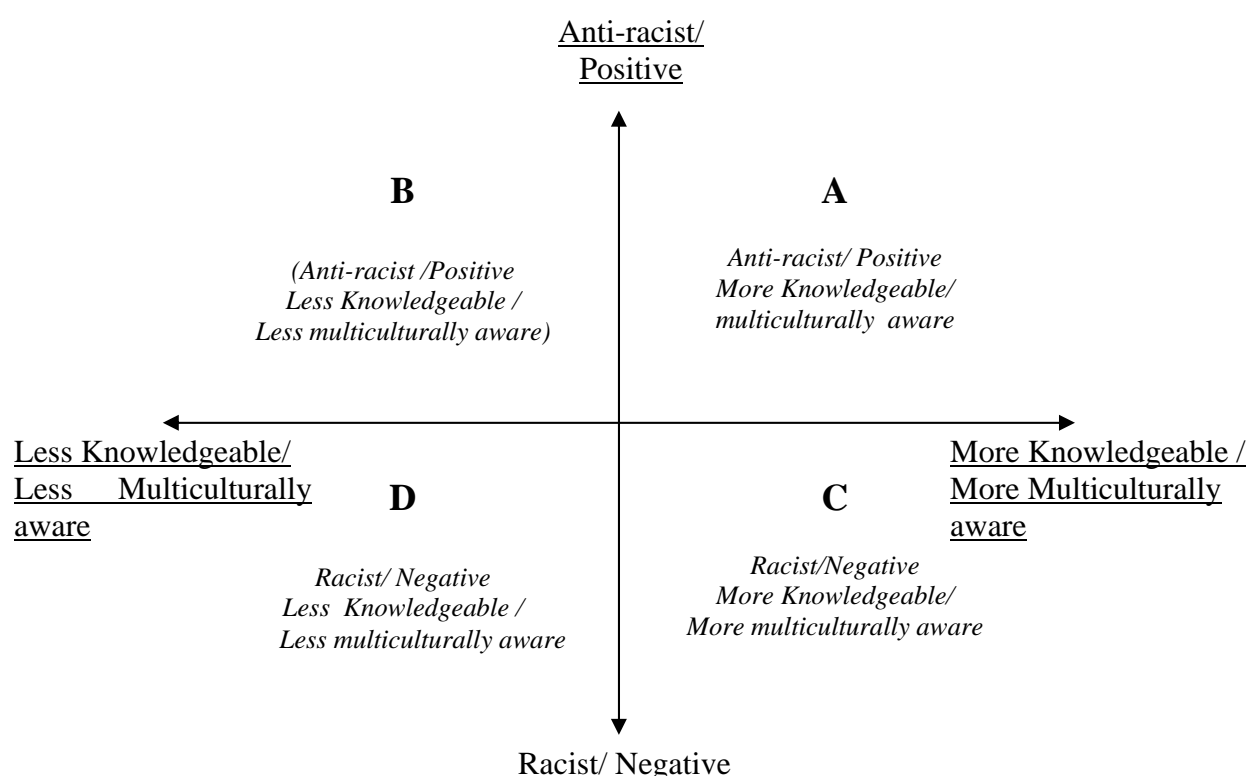 Anti-racist/
Positive
B
A
(Anti-racist /Positive
Less Knowledgeable /
Less multiculturally aware)
Anti-racist/ Positive
More Knowledgeable/
multiculturally aware
Less Knowledgeable/
Less Multiculturally
aware
More Knowledgeable /
More Multiculturally
aware
D
C
Racist/ Negative
Less Knowledgeable /
Less multiculturally aware
Racist/Negative
More Knowledgeable/
More multiculturally aware
Racist/ Negative